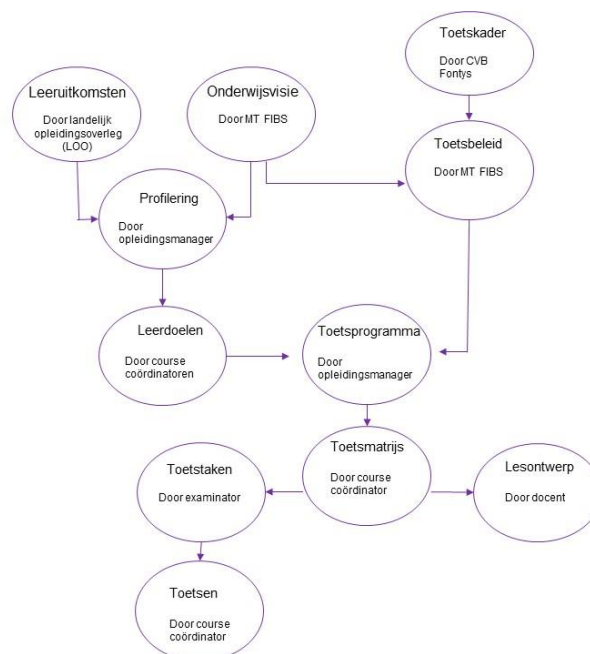 Toetskader
Door CVB
Fontys
Leeruitkomsten
Door landelijk
opleidingsoverleg
(LOO)
Onderwijsvisie
Door MT FIBS
Toetsbeleid
Door MT FIBS
Profilering
Door
opleidingsmanager
Leerdoelen
Door course
coördinatoren
Toetsprogramma
Door
opleidingsmanager
Toetsmatrijs
Door course
coördinator
Toetstaken
Door examinator
Lesontwerp
Door docent
Toetsen
Door course
coördinator